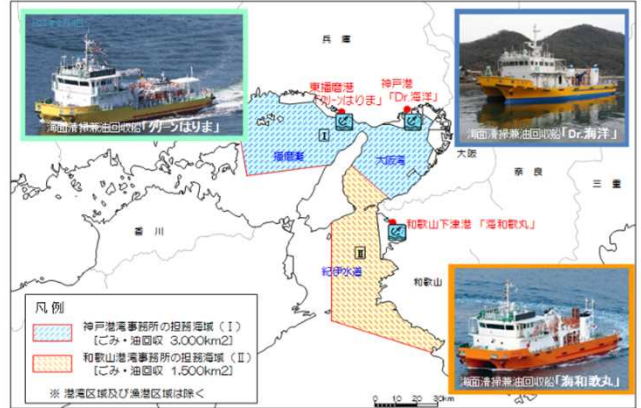 兵 庫
東播磨港
「グリーンはりま」
神戸港
「Dr.海洋」
海面清掃兼油回収船「グリーンはりま」
海面清掃兼油回収船「Dr.海洋」
Ⅰ
播磨灘
大阪湾
大 阪
奈 良
三 重
和歌山下津港 「海和歌丸」
香 川
Ⅱ
紀伊水道
和歌山
凡 例
神戸港湾事務所の担務海域（Ⅰ）
[ごみ・油回収 3,000km2]
和歌山港湾事務所の担務海域（Ⅱ）
[ごみ・油回収 1,500km2]
※ 港湾区域及び漁港区域は除く
海面清掃兼油回収船「海和歌丸」
0 10 20 30km